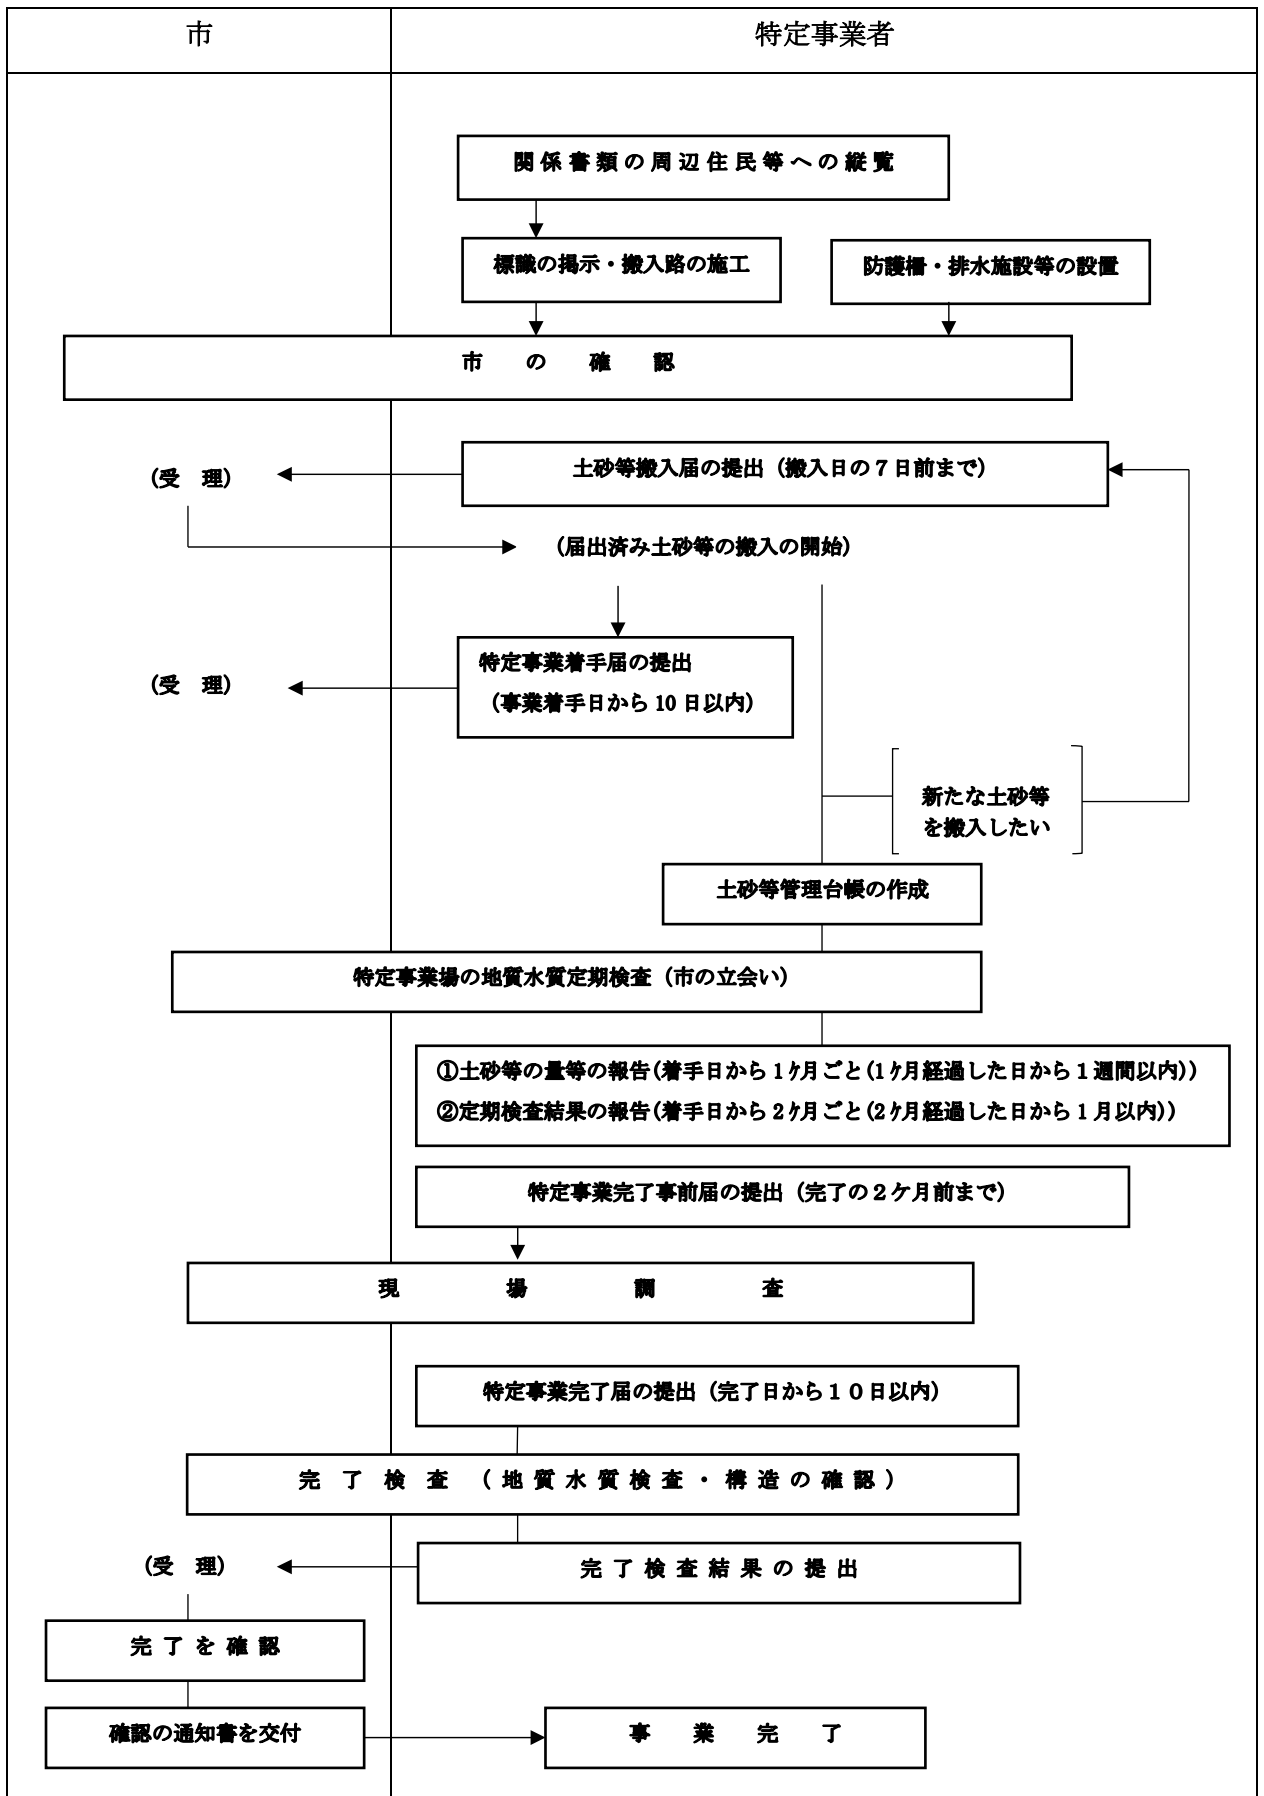 市
特定事業者
関係書類の周辺住民等への縦覧
標識の掲示・搬入路の施工
防護柵・排水施設等の設置
市の確認
土砂等搬入届の提出（搬入日の７日前まで）
（受　理）
（届出済み土砂等の搬入の開始）
特定事業着手届の提出
（事業着手日から 10 日以内）
（受　理）
新たな土砂等
を搬入したい
土砂等管理台帳の作成
特定事業場の地質水質定期検査（市の立会い）
①土砂等の量等の報告(着手日から 1 ｹ月ごと(1 ｹ月経過した日から 1 週間以内))
②定期検査結果の報告(着手日から 2 ｹ月ごと(2 ｹ月経過した日から 1 月以内))
特定事業完了事前届の提出（完了の２ケ月前まで）
現場調査
特定事業完了届の提出（完了日から１０日以内）
完了検査（地質水質検査・構造の確認）
（受　理）
完了検査結果の提出
完了を確認
確認の通知書を交付
事業完了